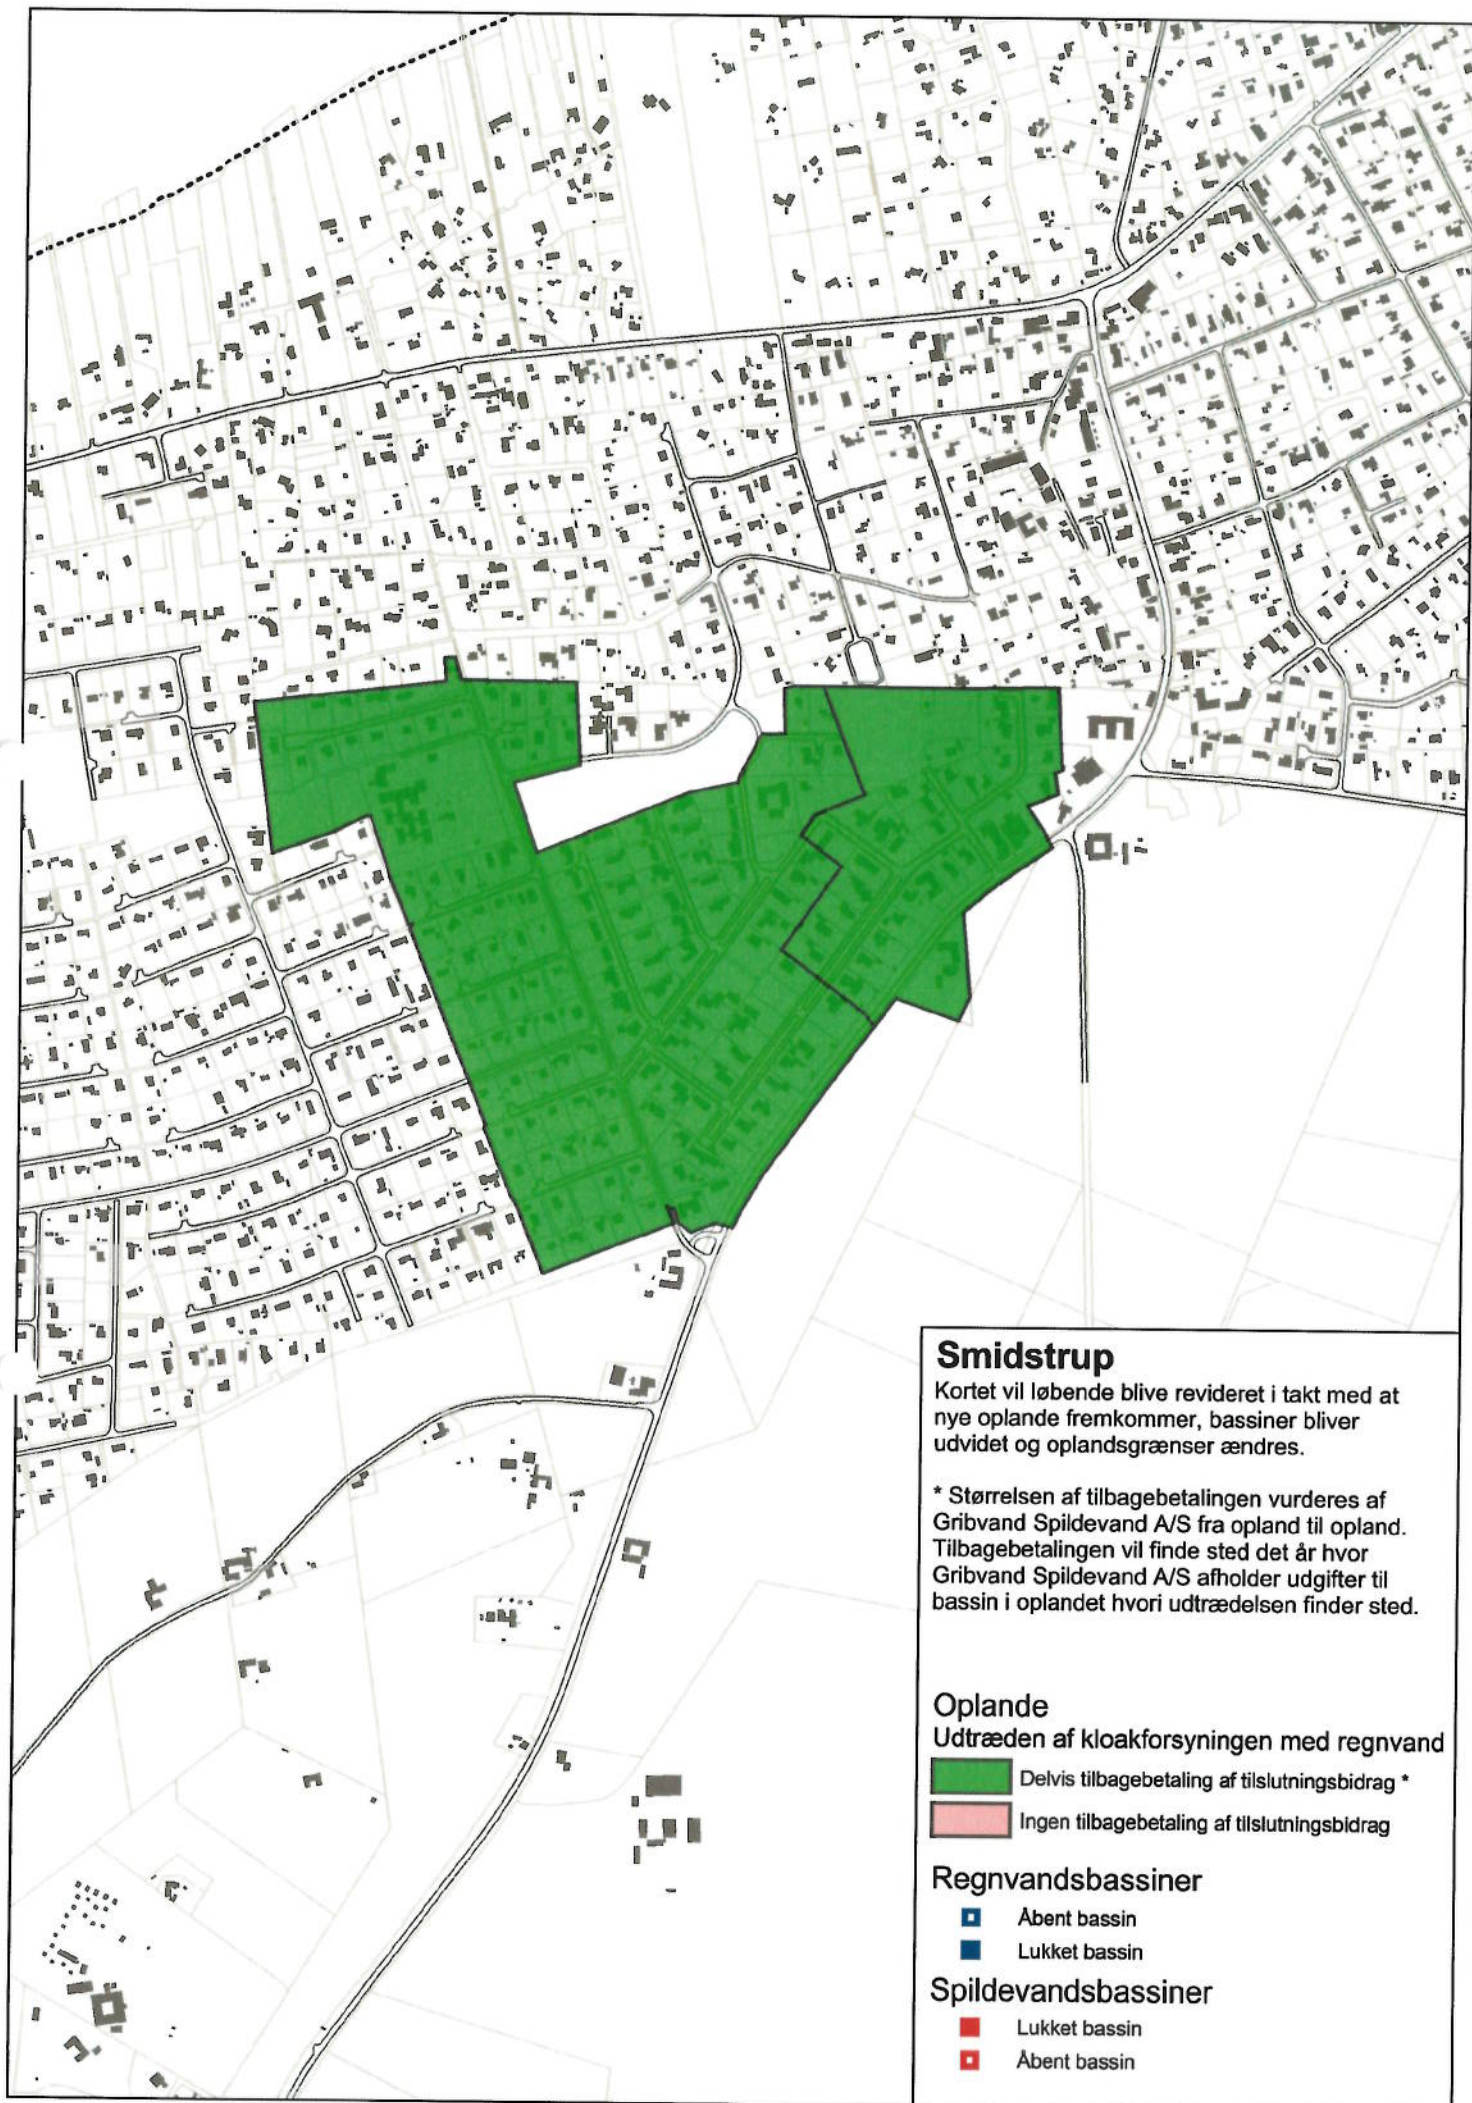 Smidstrup
Kortet vil løbende blive revideret i takt med at
nye oplande fremkommer, bassiner bliver
udvidet og oplandsgrænser ændres.
* Størrelsen af tilbagebetalingen vurderes af
Gribvand Spildevand A/S fra opland til opland.
Tilbagebetalingen vil finde sted det år hvor
Gribvand Spildevand A/S afholder udgifter til
bassin i oplandet hvori udtrædelsen finder sted.
Oplande
Udtræden af kloakforsyningen med regnvand
Delvis tilbagebetaling af tilslutningsbidrag *
Ingen tilbagebetaling af tilslutningsbidrag
Regnvandsbassiner
Åbent bassin
Lukket bassin
Spildevandsbassiner
Lukket bassin
Åbent bassin